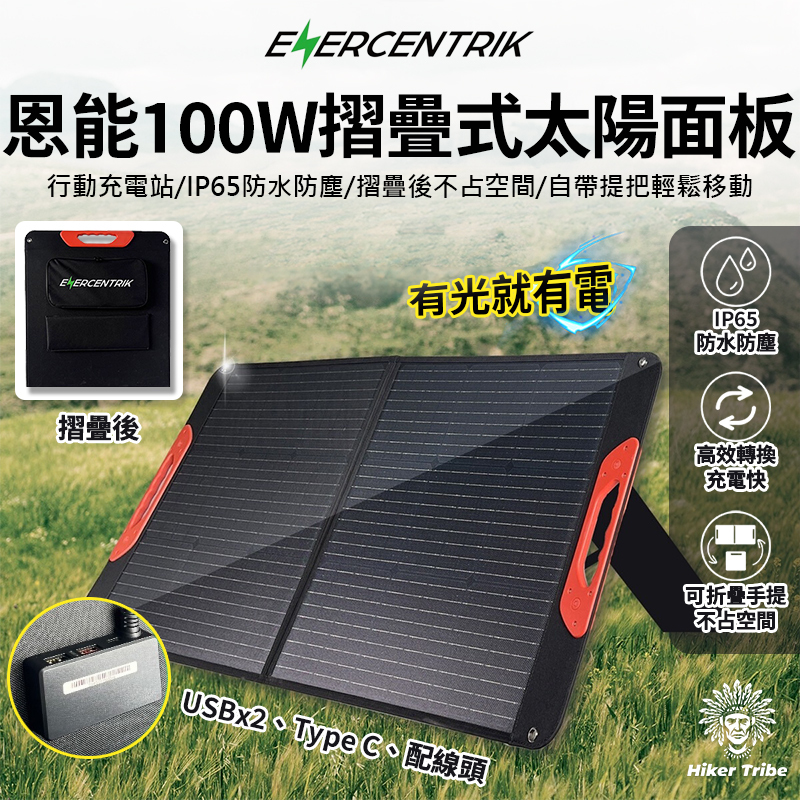 ENERCENTRIK
恩能100W摺疊式太陽面板
行動充電站/IP65防水防塵/摺疊後不占空間/自帶提把輕鬆移動
ENERCENTRIK
摺疊後
有光就有電
IP65
防水防塵
高效轉換
充電快
可折疊手提
不占空間
USBx2、Type C、配線頭
Hiker Tribe